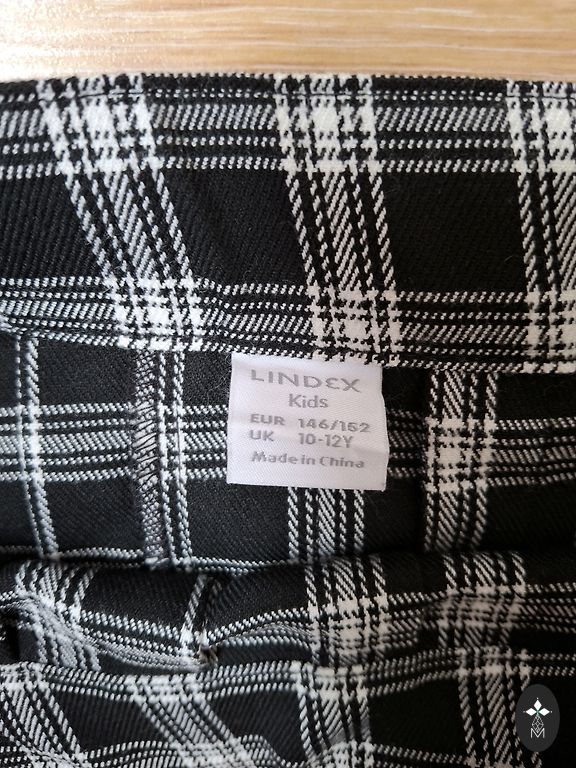 LINDEX
Kids
EUR 146/152
UK 10-12Y
Made in China